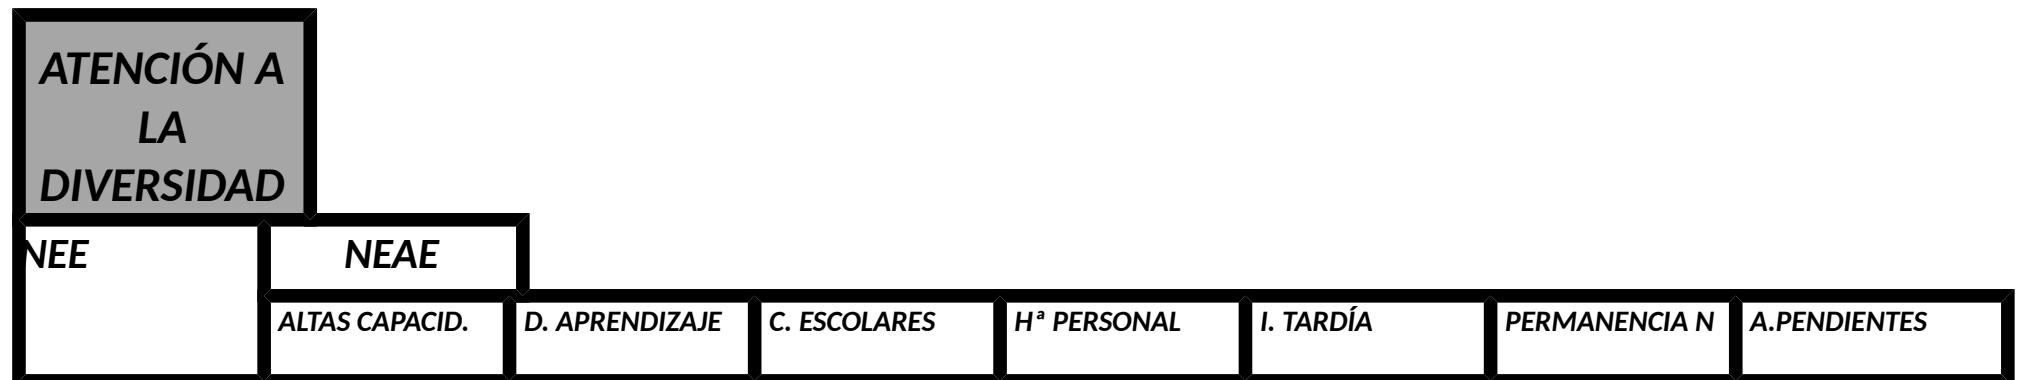 ATENCIÓN A
LA
DIVERSIDAD
NEE
NEAE
ALTAS CAPACID.
D. APRENDIZAJE
C. ESCOLARES
Hª PERSONAL
I. TARDÍA
PERMANENCIA N
A.PENDIENTES